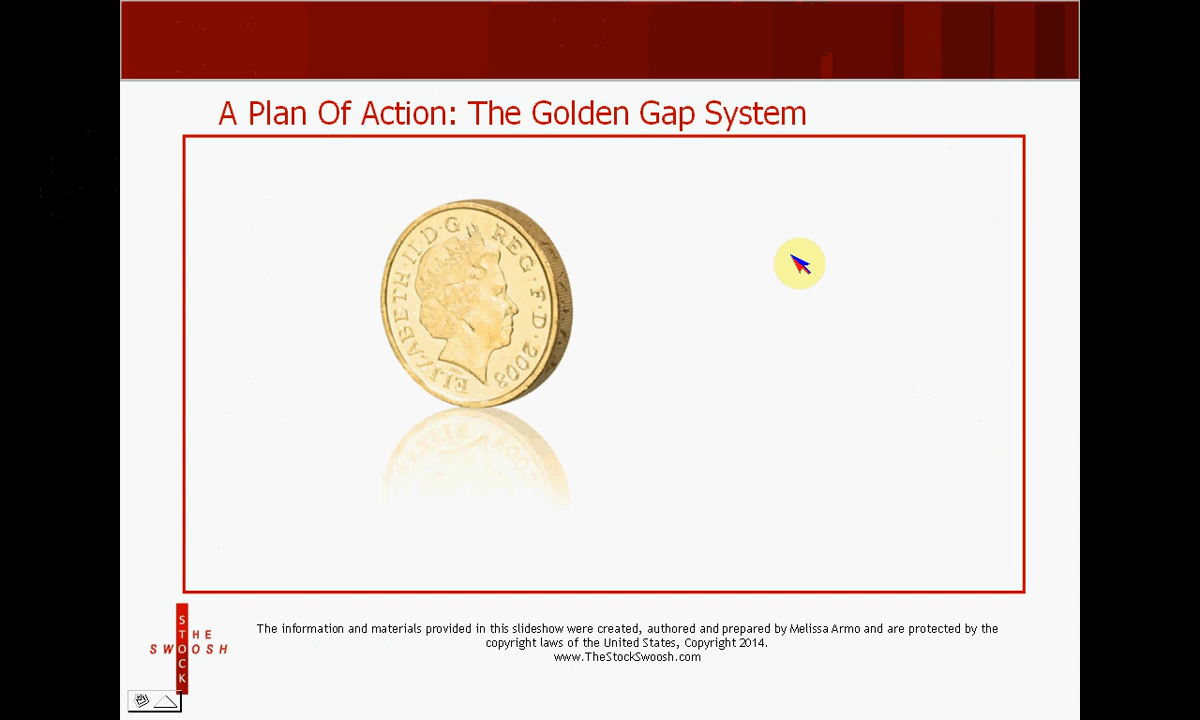 A Plan Of Action: The Golden Gap System
ELIZABETH·II·D·G REG·F·D·2008
THE
SWOOSH
STOCK
The information and materials provided in this slideshow were created, authored and prepared by Melissa Armo and are protected by the
copyright laws of the United States, Copyright 2014.
www.TheStockSwoosh.com